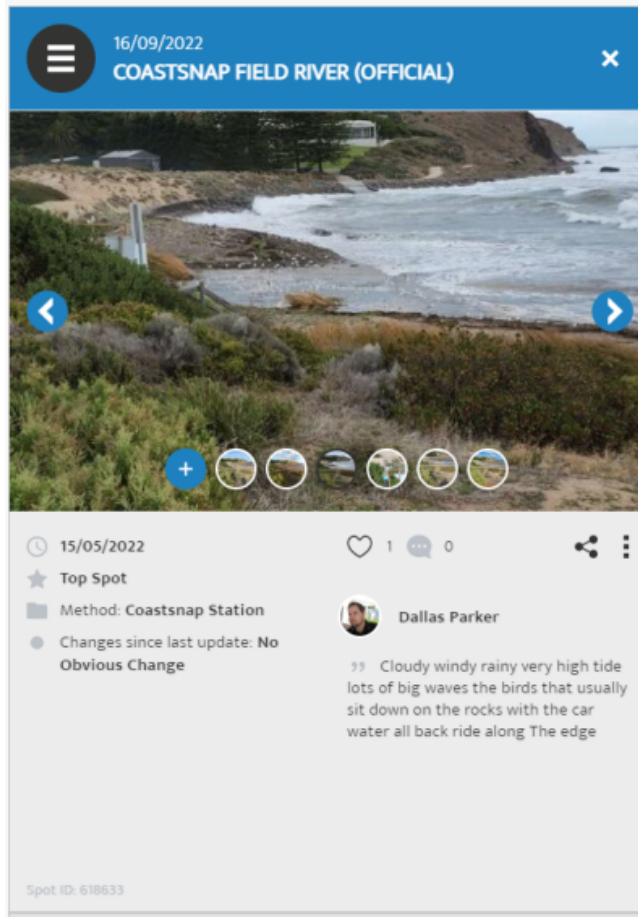 16/09/2022
COASTSNAP FIELD RIVER (OFFICIAL)
15/05/2022
Top Spot
Method: Coastsnap Station
Changes since last update: No
Obvious Change
1
0
Dallas Parker
Cloudy windy rainy very high tide
lots of big waves the birds that usually
sit down on the rocks with the car
water all back ride along The edge
Spot ID: 618633